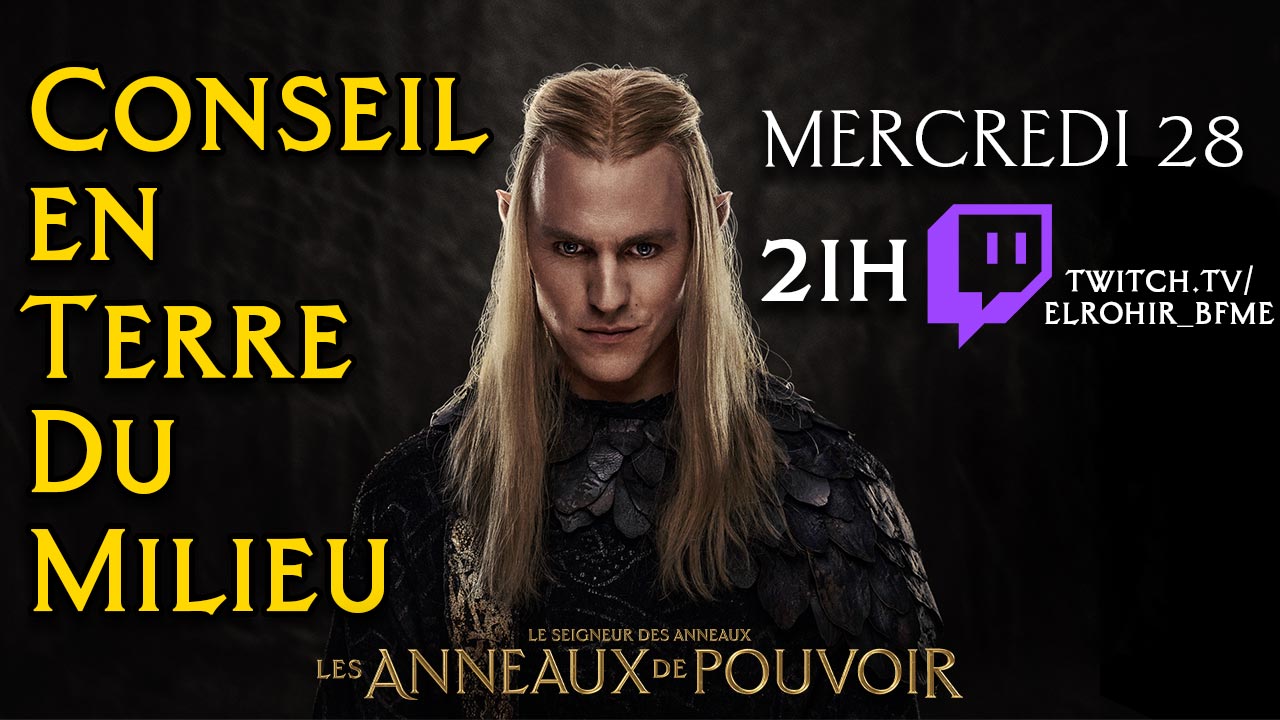 Conseil
en
Terre
Du
Milieu
MERCREDI 28
21H
TWITCH.TV/
ELROHIR_BFME
LE SEIGNEUR DES ANNEAUX
LES ANNEAUX DE POUVOIR